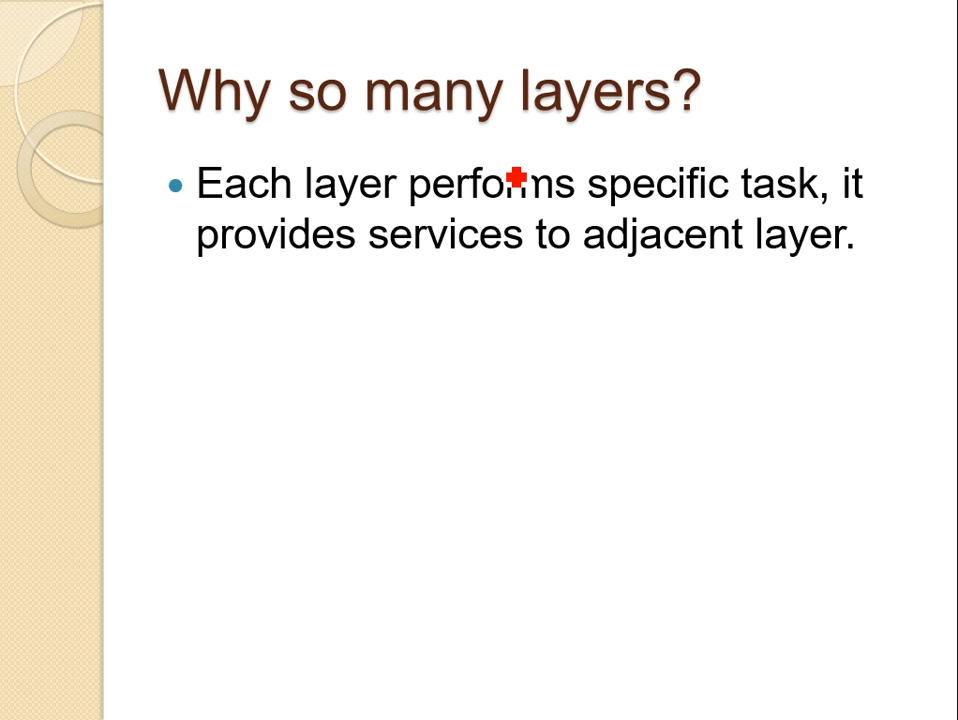 Why so many layers?
Each layer performs specific task, it
provides services to adjacent layer.